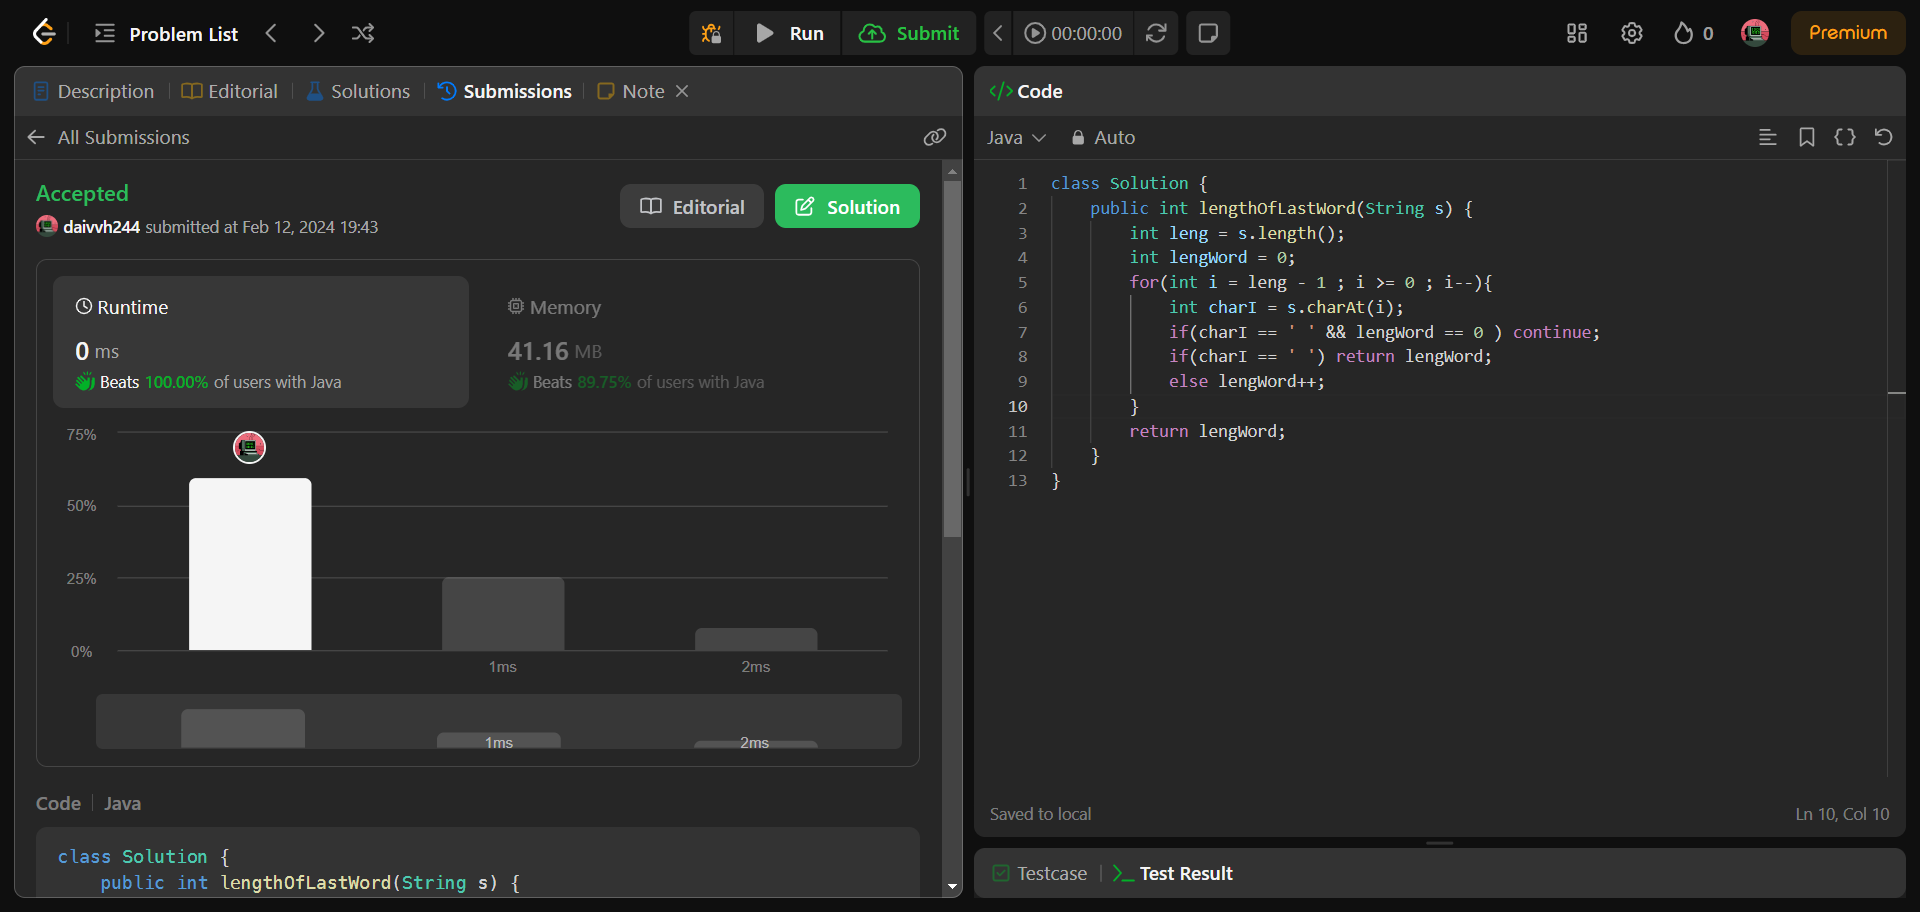 Problem List
Run
Submit
00:00:00
0
Premium
Description
Editorial
Solutions
Submissions
Note
All Submissions
Accepted
daivvh244 submitted at Feb 12, 2024 19:43
Editorial
Solution
Runtime
0 ms
Beats 100.00% of users with Java
Memory
41.16 MB
Beats 89.75% of users with Java
75%
50%
25%
0%
1ms
2ms
1ms
2ms
Code
Java
class Solution {
public int lengthOfLastWord(String s) {
Code
Java
Auto
1 class Solution {
2     public int lengthOfLastWord(String s) {
3         int leng = s.length();
4         int lengWord = 0;
5         for(int i = leng - 1 ; i >= 0 ; i--){
6             int charI = s.charAt(i);
7             if(charI == ' ' && lengWord == 0 ) continue;
8             if(charI == ' ') return lengWord;
9             else lengWord++;
10         }
11         return lengWord;
12     }
13 }
Saved to local
Ln 10, Col 10
Testcase
Test Result